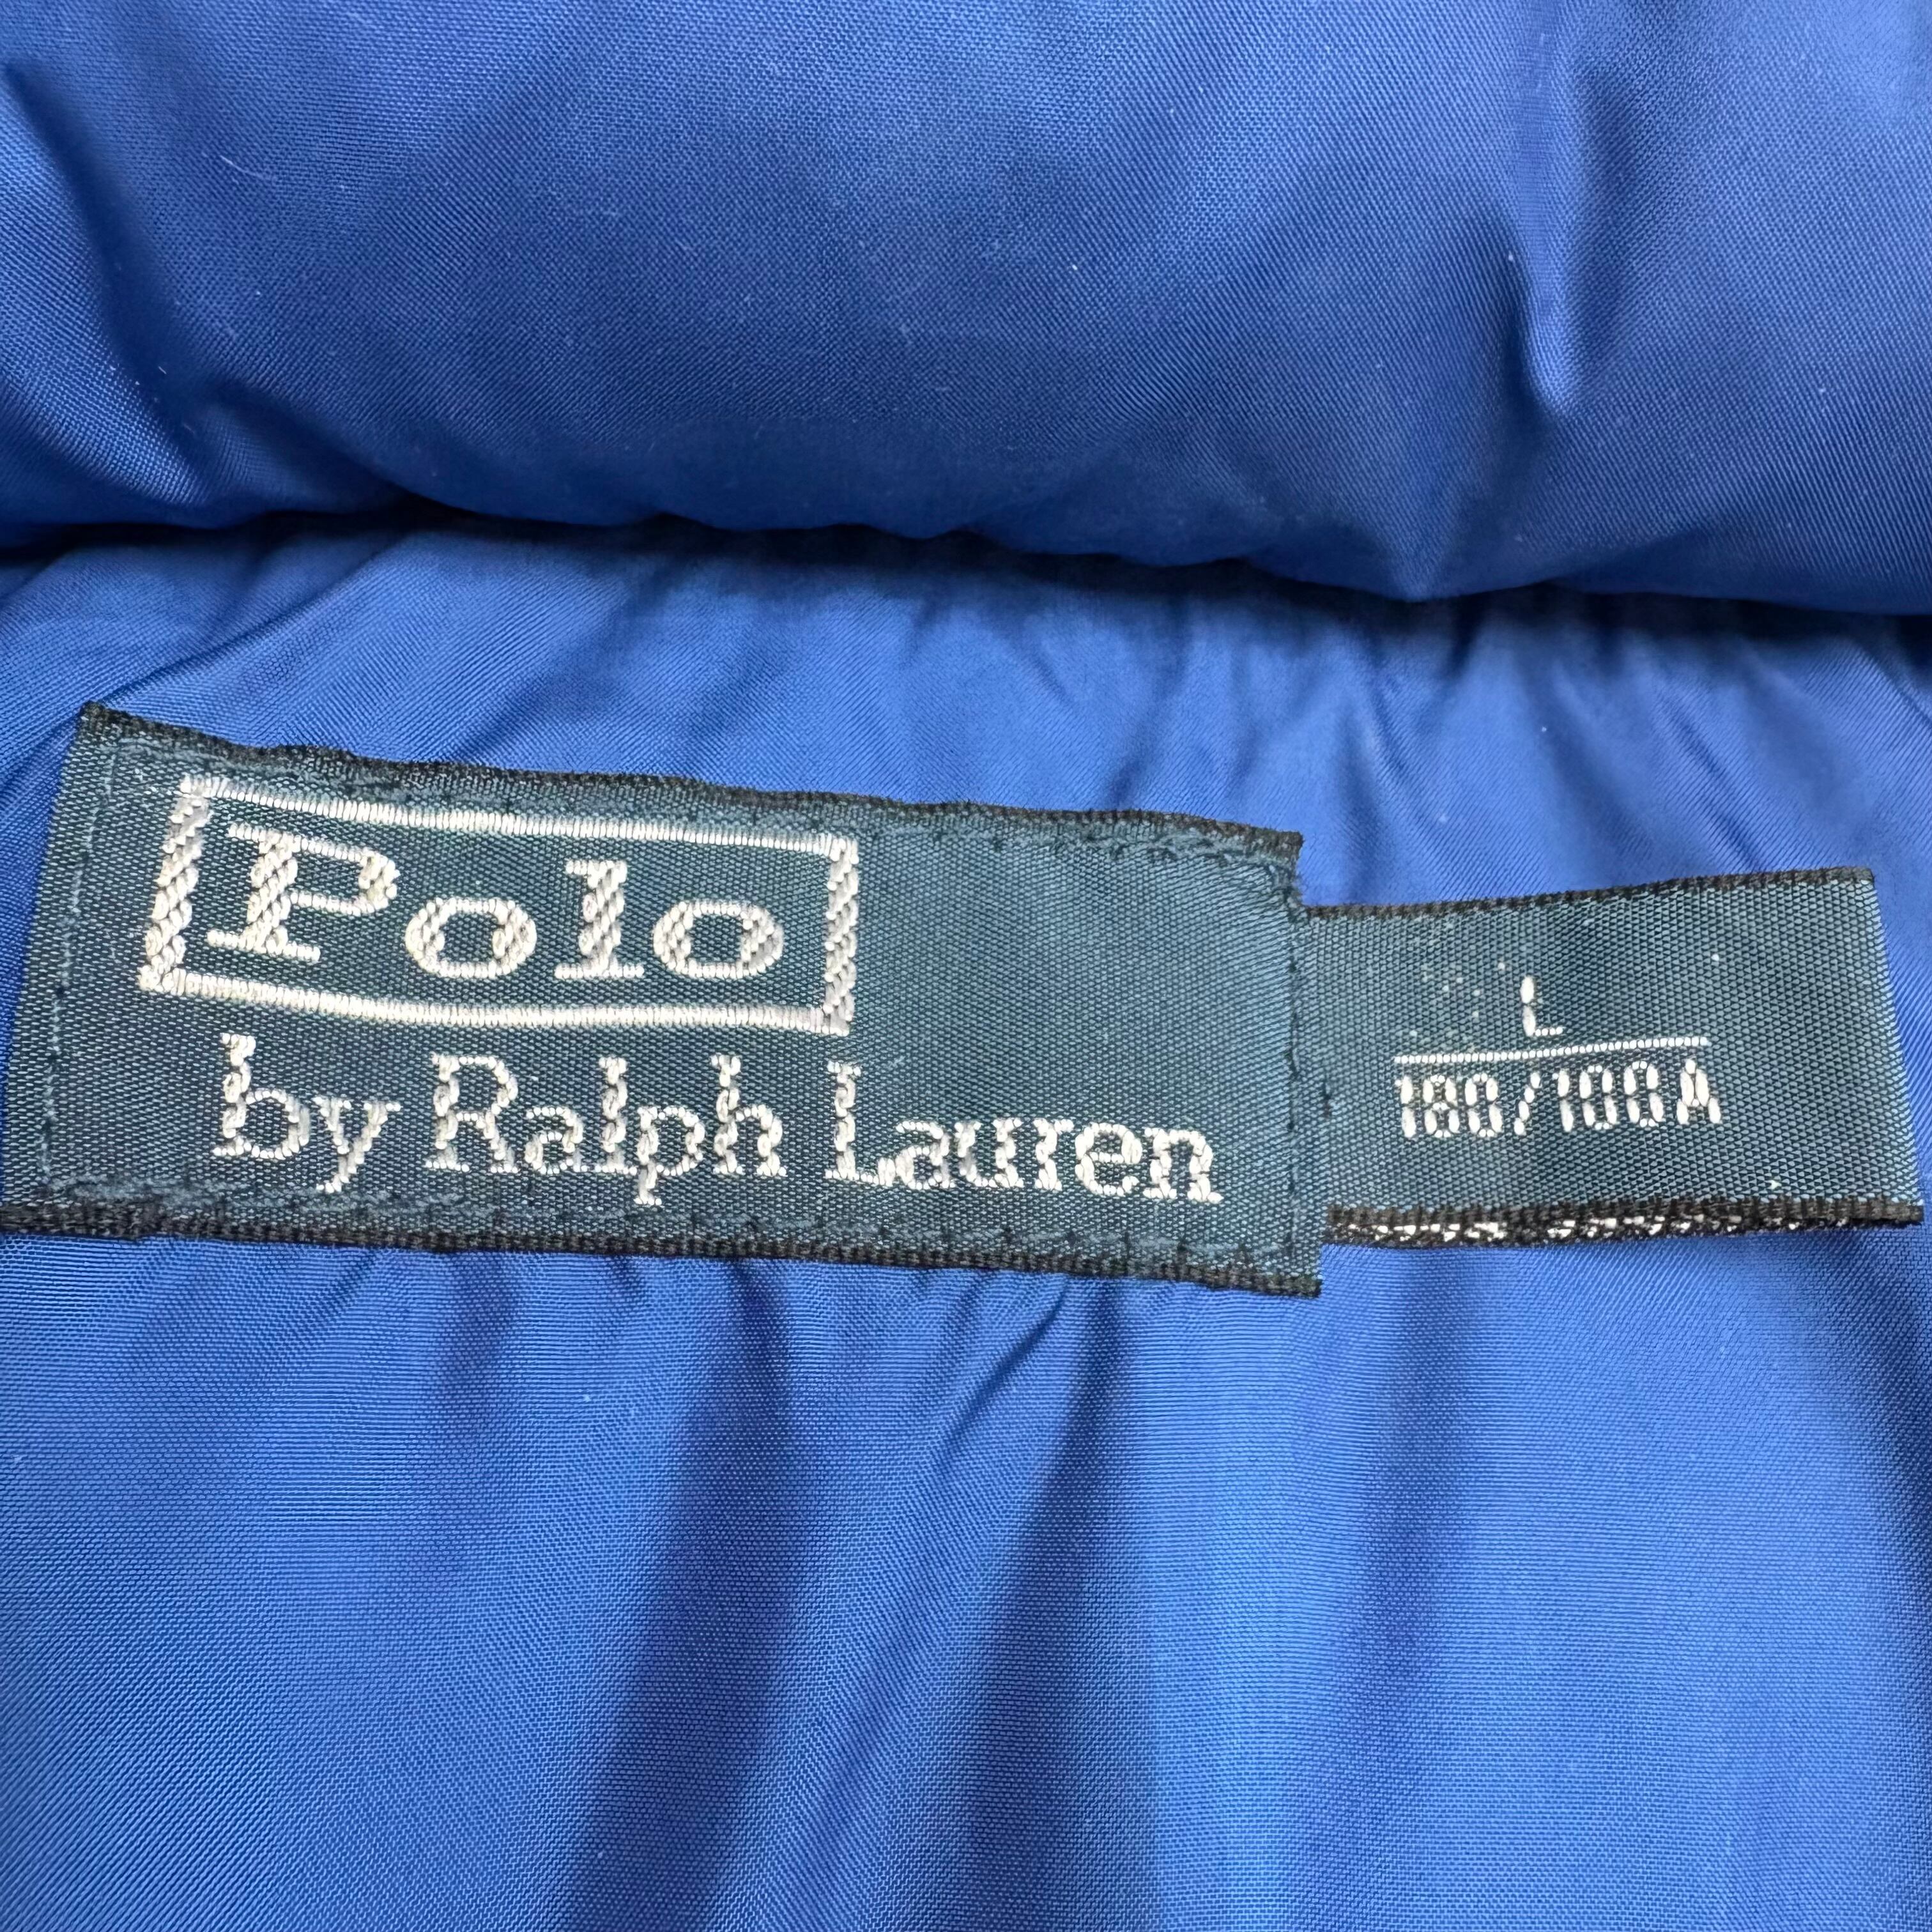 Polo
by Ralph Lauren
L
180/100A